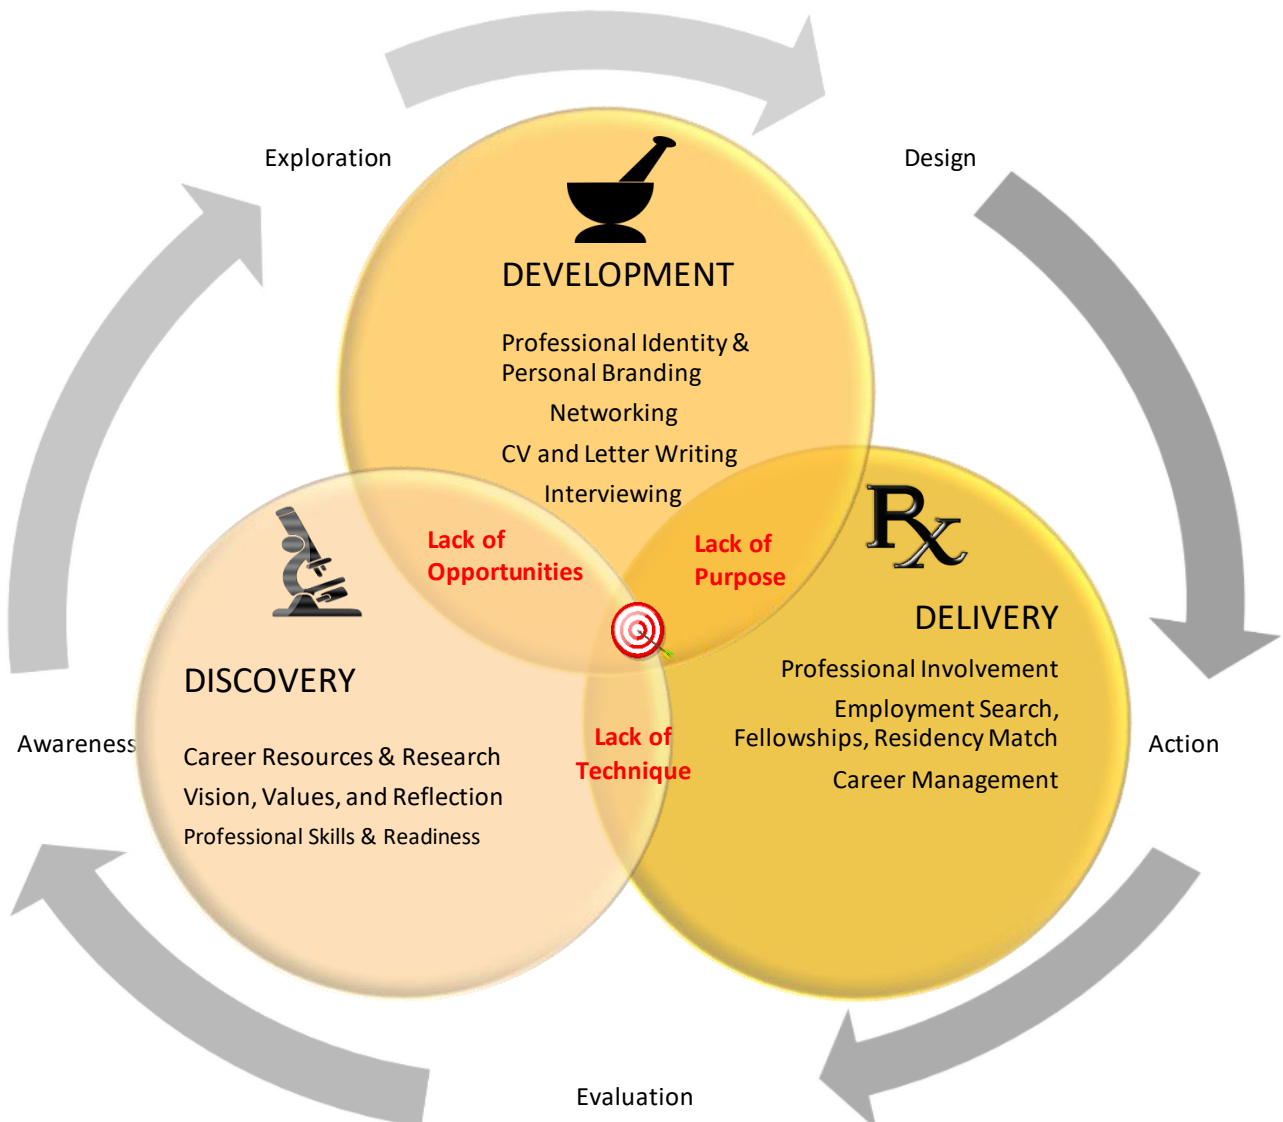 Exploration
Design
DEVELOPMENT
Professional Identity &
Personal Branding
Networking
CV and Letter Writing
Interviewing
Lack of
Opportunities
Lack of
Purpose
Rx
DELIVERY
Professional Involvement
Employment Search,
Fellowships, Residency Match
Career Management
DISCOVERY
Career Resources & Research
Vision, Values, and Reflection
Professional Skills & Readiness
Lack of
Technique
Awareness
Action
Evaluation